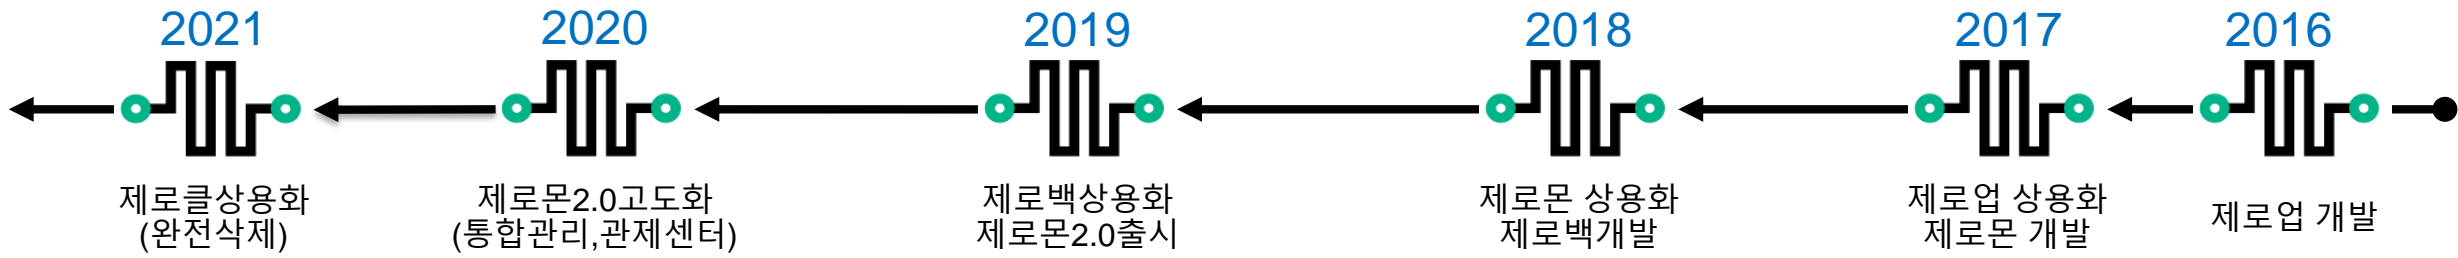 2021
2020
2019
2018
2017
2016
제로클상용화
(완전삭제)
제로몬2.0고도화
(통합관리,관제센터)
제로백상용화
제로몬2.0출시
제로몬 상용화
제로백개발
제로업 상용화
제로몬 개발
제로업 개발